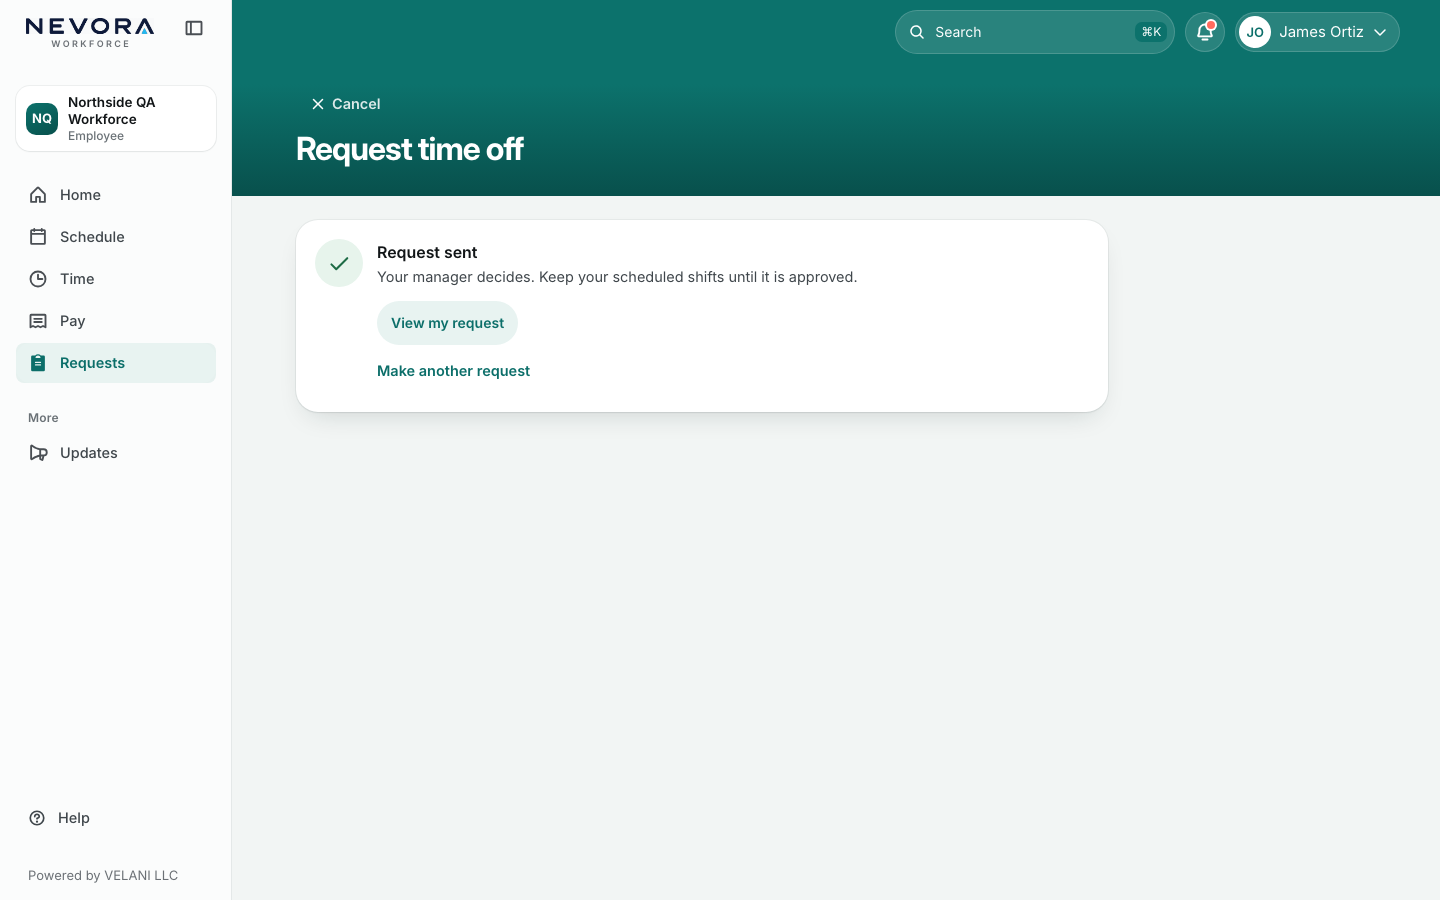 NEVORA
WORKFORCE
Search
⌘K
JO
James Ortiz
NQ
Northside QA
Workforce
Employee
Cancel
Request time off
Home
Schedule
Time
Pay
Requests
More
Updates
Request sent
Your manager decides. Keep your scheduled shifts until it is approved.
View my request
Make another request
Help
Powered by VELANI LLC